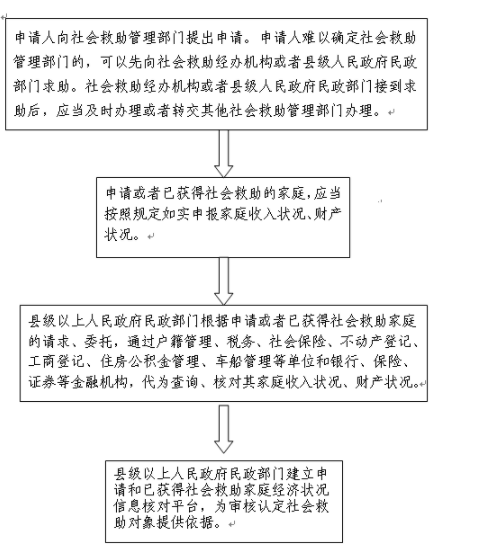 申请人向社会救助管理部门提出申请。申请人难以确定社会救助
管理部门的，可以先向社会救助经办机构或者县级人民政府民政
部门求助。社会救助经办机构或者县级人民政府民政部门接到求
助后，应当及时办理或者转交其他社会救助管理部门办理。
申请或者已获得社会救助的家庭，应当
按照规定如实申报家庭收入状况、财产
状况。
县级以上人民政府民政部门根据申请或者已获得社会救助家庭
的请求、委托，通过户籍管理、税务、社会保险、不动产登记、
工商登记、住房公积金管理、车船管理等单位和银行、保险、
证券等金融机构，代为查询、核对其家庭收入状况、财产状况。
县级以上人民政府民政部门建立申
请和已获得社会救助家庭经济状况
信息核对平台，为审核认定社会救
助对象提供依据。